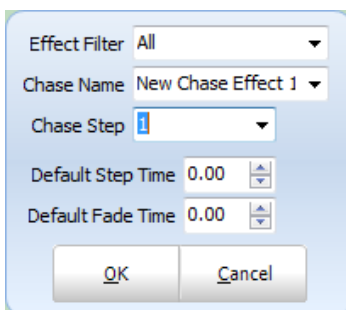 Effect Filter All
Chase Name New Chase Effect 1
Chase Step 1
Default Step Time 0.00
Default Fade Time 0.00
OK Cancel